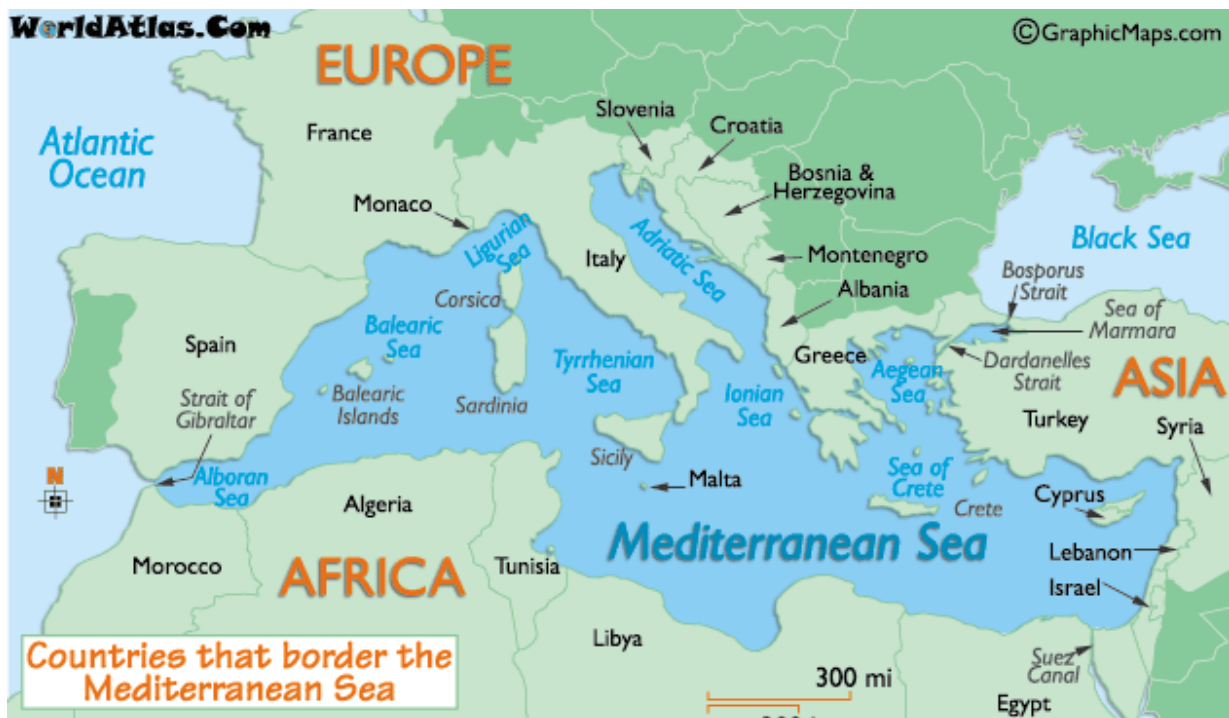 WorldAtlas.Com
©GraphicMaps.com
EUROPE
Atlantic
Ocean
France
Slovenia
Croatia
Bosnia &
Herzegovina
Monaco
Ligurian
Sea
Italy
Adriatic Sea
Montenegro
Albania
Black Sea
Bosporus
Strait
Sea of
Marmara
Corsica
Balearic
Sea
Spain
Tyrrhenian
Sea
Ionian
Sea
Greece
Aegean
Sea
Dardanelles
Strait
ASIA
Turkey
Syria
Balearic
Islands
Sardinia
Strait of
Gibraltar
Sicily
Malta
Sea of
Crete
Crete
Cyprus
N
Alboran
Sea
Algeria
Mediterranean Sea
Lebanon
Israel
Morocco
AFRICA
Tunisia
Libya
Suez
Canal
Egypt
Countries that border the
Mediterranean Sea
300 mi